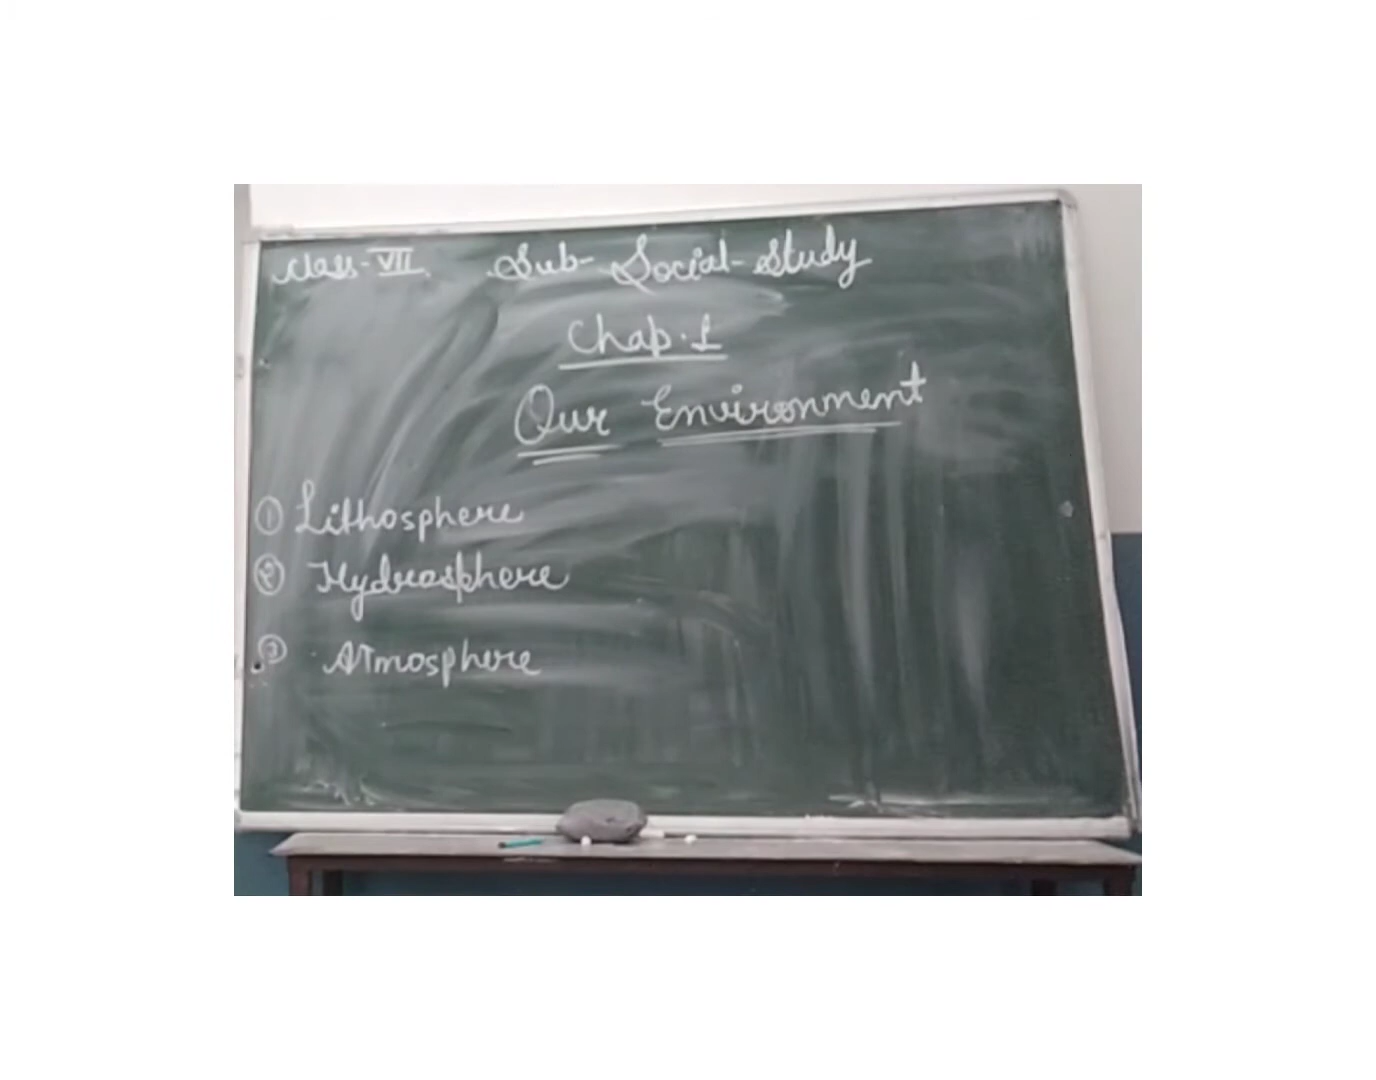 Class-VII Sub- Social-Study
Chap.1
Our Environment
① Lithosphere
② Hydrosphere
③ Atmosphere